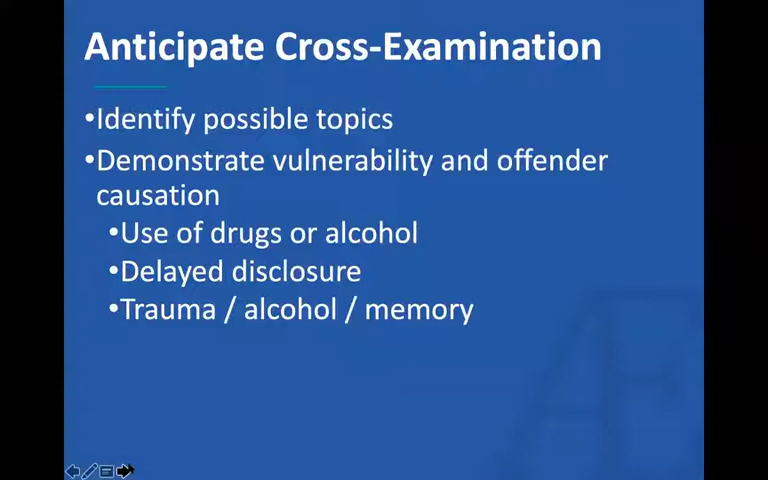 Anticipate Cross-Examination
•Identify possible topics
•Demonstrate vulnerability and offender
causation
•Use of drugs or alcohol
•Delayed disclosure
•Trauma / alcohol / memory